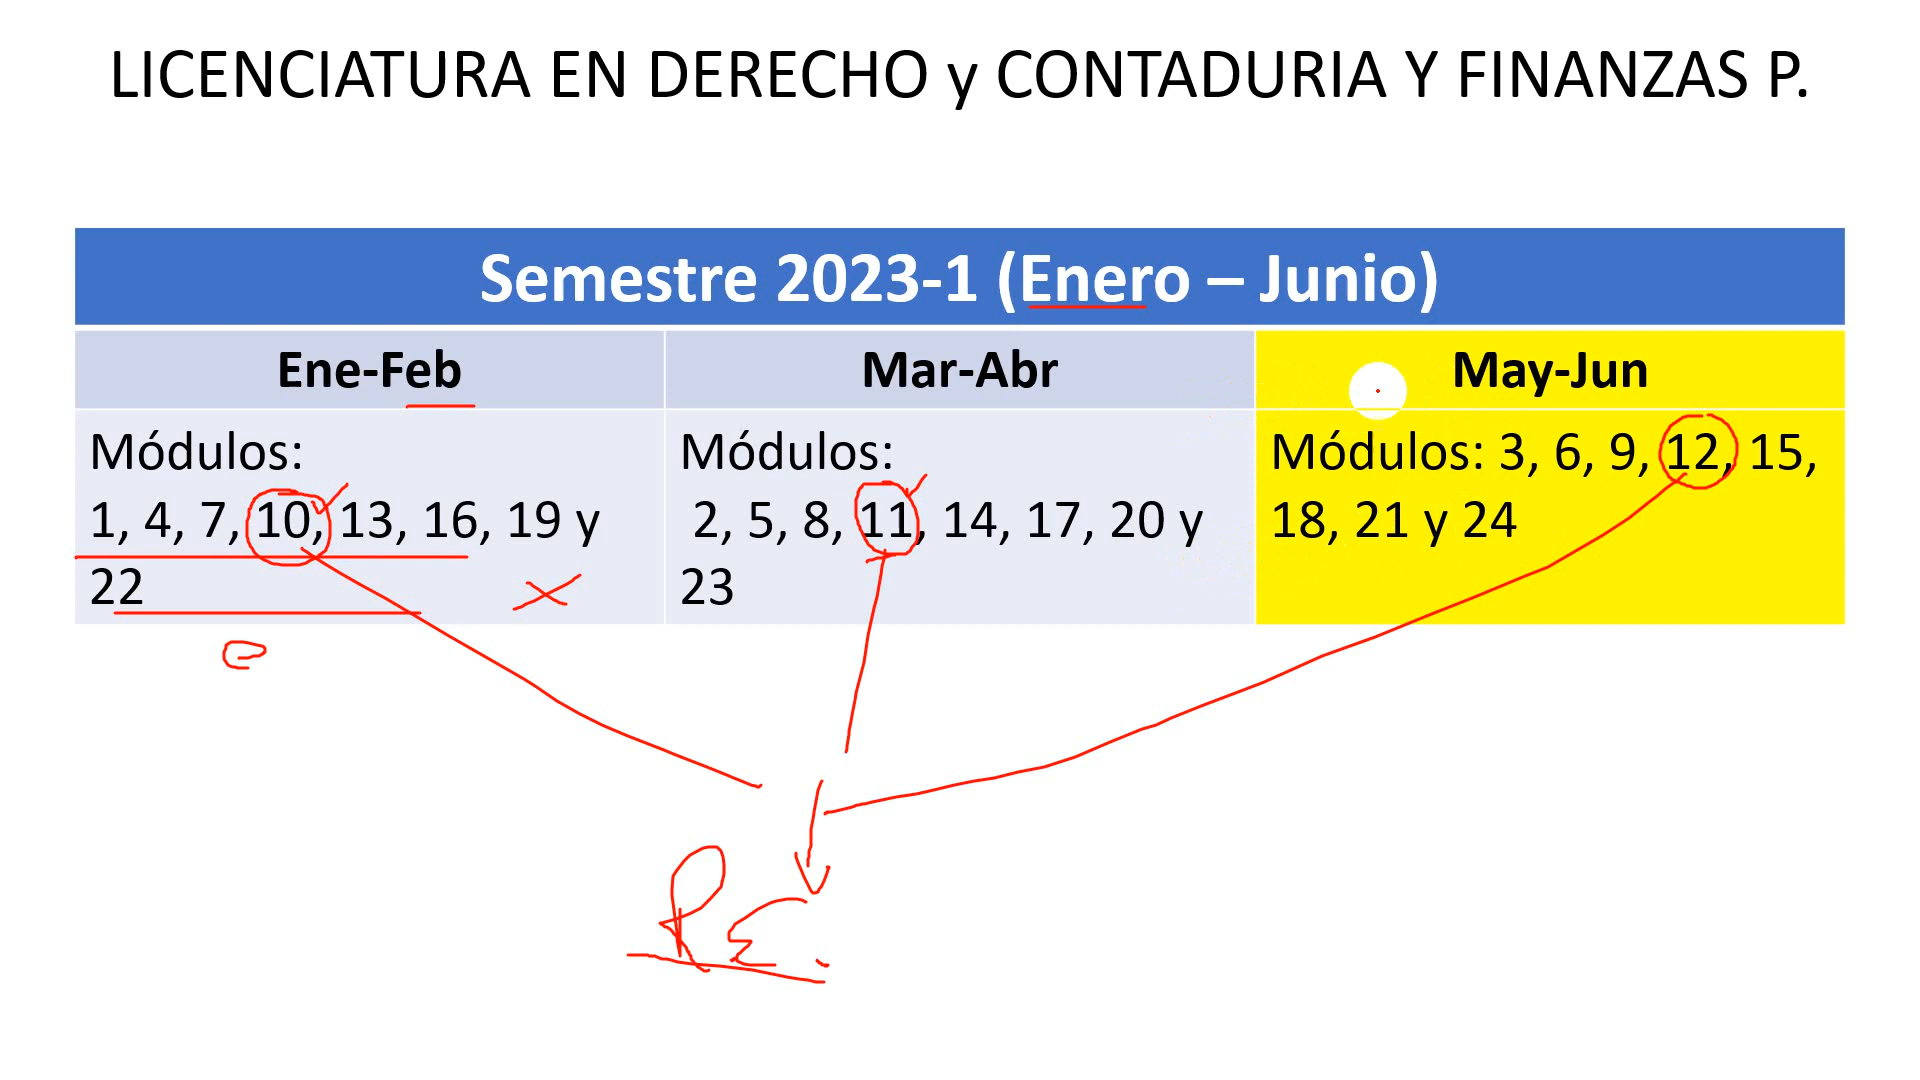 LICENCIATURA EN DERECHO y CONTADURIA Y FINANZAS P.
Semestre 2023-1 (Enero – Junio)
Ene-Feb
Mar-Abr
May-Jun
Módulos:
1, 4, 7, 10, 13, 16, 19 y
22
Módulos:
2, 5, 8, 11, 14, 17, 20 y
23
Módulos: 3, 6, 9, 12, 15,
18, 21 y 24